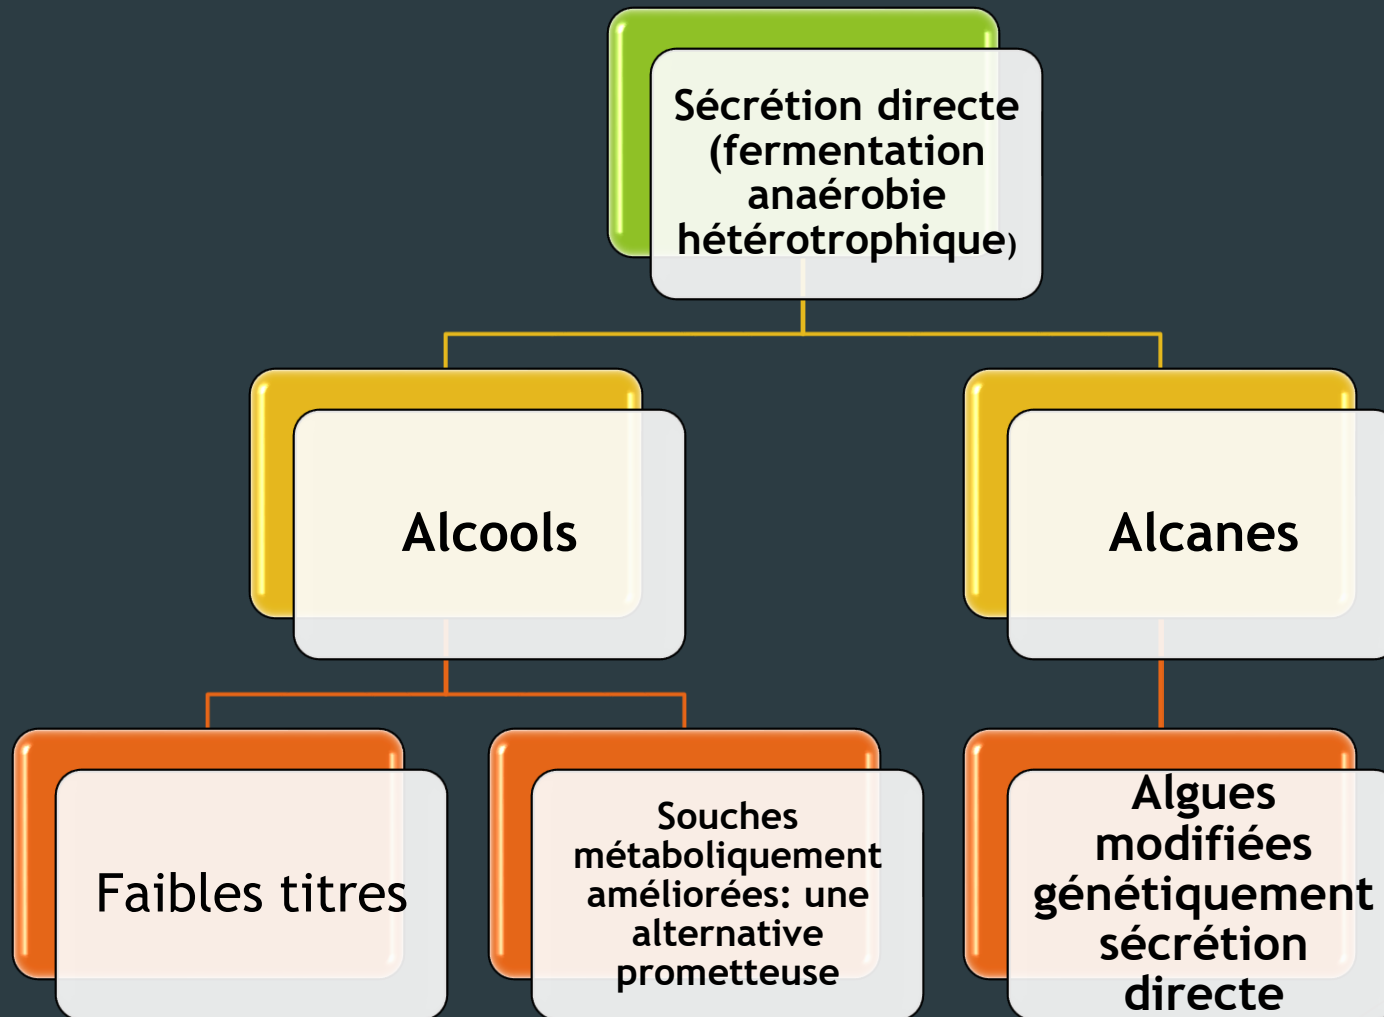 Sécrétion directe
(fermentation
anaérobie
hétérotrophique)
Alcools
Alcanes
Faibles titres
Souches
métaboliquement
améliorées: une
alternative
prometteuse
Algues
modifiées
génétiquement
sécrétion
directe